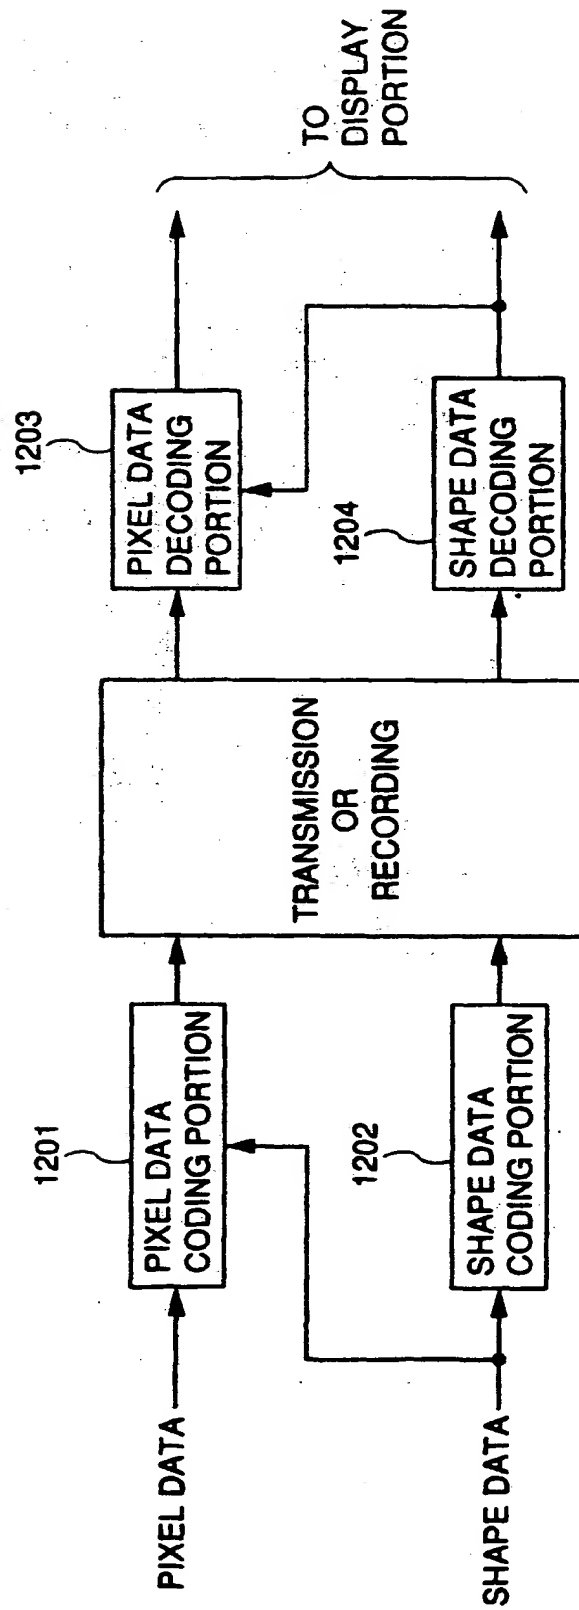 PIXEL DATA
1201
PIXEL DATA
CODING PORTION
SHAPE DATA
1202
SHAPE DATA
CODING PORTION
TRANSMISSION
OR
RECORDING
1203
PIXEL DATA
DECODING
PORTION
1204
SHAPE DATA
DECODING
PORTION
TO
DISPLAY
PORTION